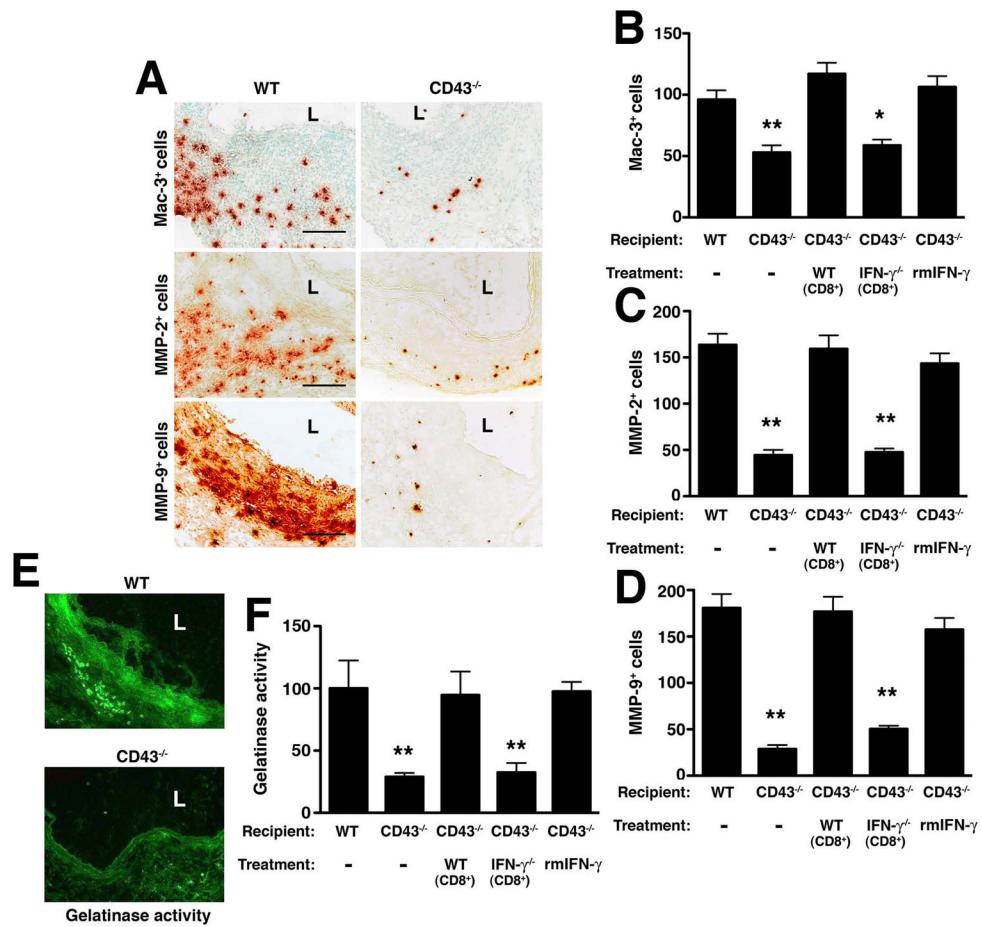 A
WT
CD43-/-
Mac-3+ cells
L
L
MMP-2+ cells
L
L
MMP-9+ cells
L
L
B
Mac-3+ cells
150
100
50
0
**
*
Recipient: WT CD43-/- CD43-/- CD43-/- CD43-/-
Treatment: - - WT IFN-γ-/- rmIFN-γ
(CD8+) (CD8+)
C
MMP-2+ cells
200
150
100
50
0
**
**
Recipient: WT CD43-/- CD43-/- CD43-/- CD43-/-
Treatment: - - WT IFN-γ-/- rmIFN-γ
(CD8+) (CD8+)
D
MMP-9+ cells
200
150
100
50
0
**
**
Recipient: WT CD43-/- CD43-/- CD43-/- CD43-/-
Treatment: - - WT IFN-γ-/- rmIFN-γ
(CD8+) (CD8+)
E
WT
L
CD43-/-
L
Gelatinase activity
F
Gelatinase activity
150
100
50
0
**
**
Recipient: WT CD43-/- CD43-/- CD43-/- CD43-/-
Treatment: - - WT IFN-γ-/- rmIFN-γ
(CD8+) (CD8+)